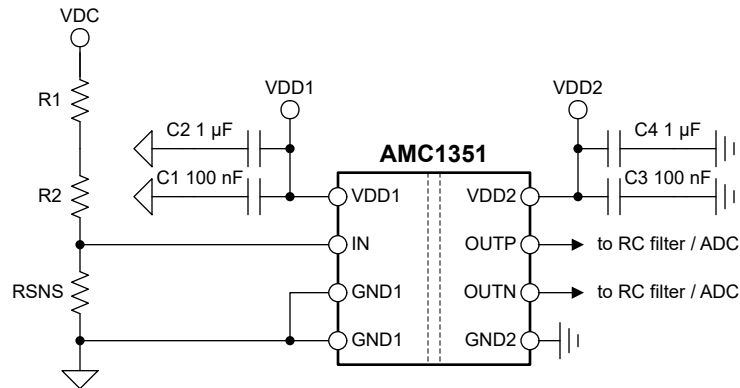 VDC
R1
R2
RSNS
VDD1
C2 1 µF
C1 100 nF
AMC1351
VDD1
IN
GND1
GND1
VDD2
OUTP
OUTN
GND2
VDD2
C4 1 µF
C3 100 nF
to RC filter / ADC
to RC filter / ADC